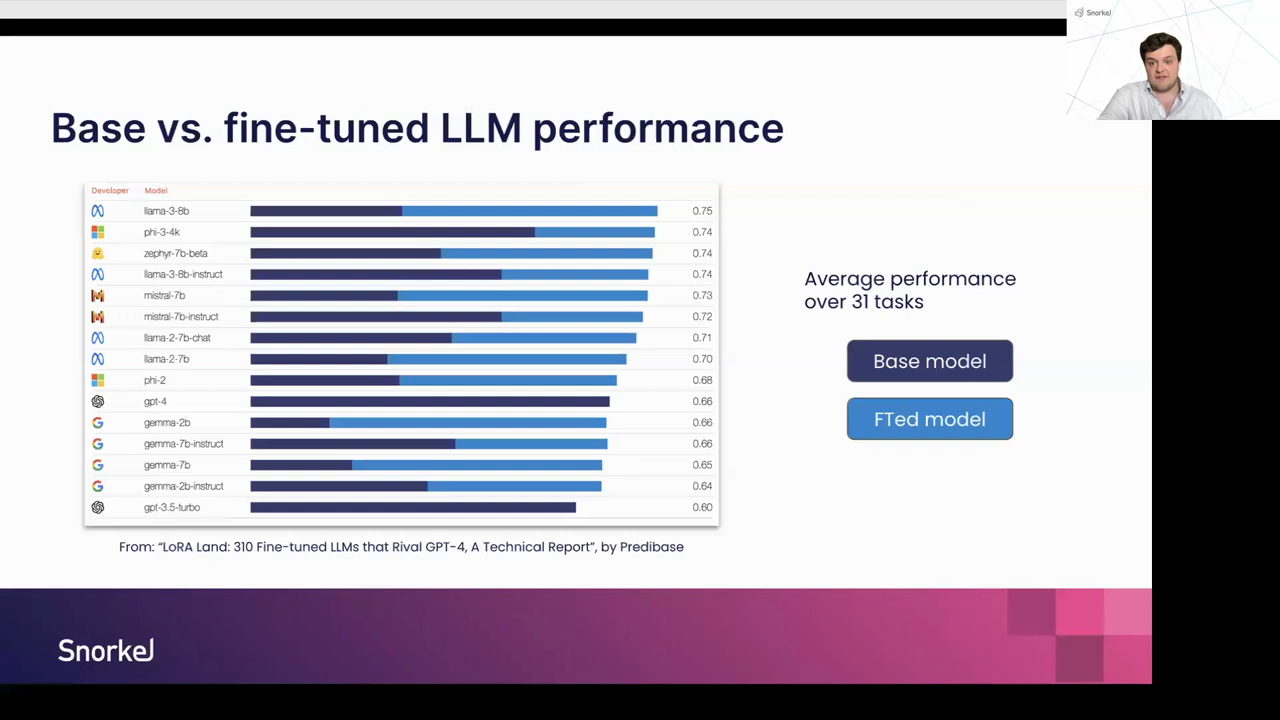 Snorkel
Base vs. fine-tuned LLM performance
Developer Model
llama-3-8b 0.75
phi-3-4k 0.74
zephyr-7b-beta 0.74
llama-3-8b-instruct 0.74
mistral-7b 0.73
mistral-7b-instruct 0.72
llama-2-7b-chat 0.71
llama-2-7b 0.70
phi-2 0.68
gpt-4 0.66
gemma-2b 0.66
gemma-7b-instruct 0.66
gemma-7b 0.65
gemma-2b-instruct 0.64
gpt-3.5-turbo 0.60
From: “LoRA Land: 310 Fine-tuned LLMs that Rival GPT-4, A Technical Report”, by Predibase
Average performance
over 31 tasks
Base model
FTed model
Snorkel